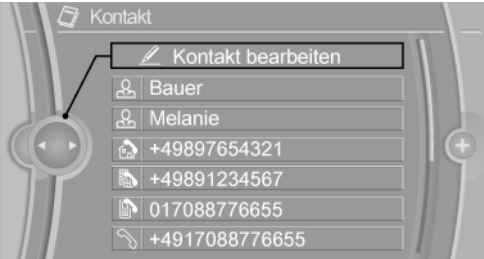 Kontakt
Kontakt bearbeiten
Bauer
Melanie
+49897654321
+49891234567
017088776655
+4917088776655